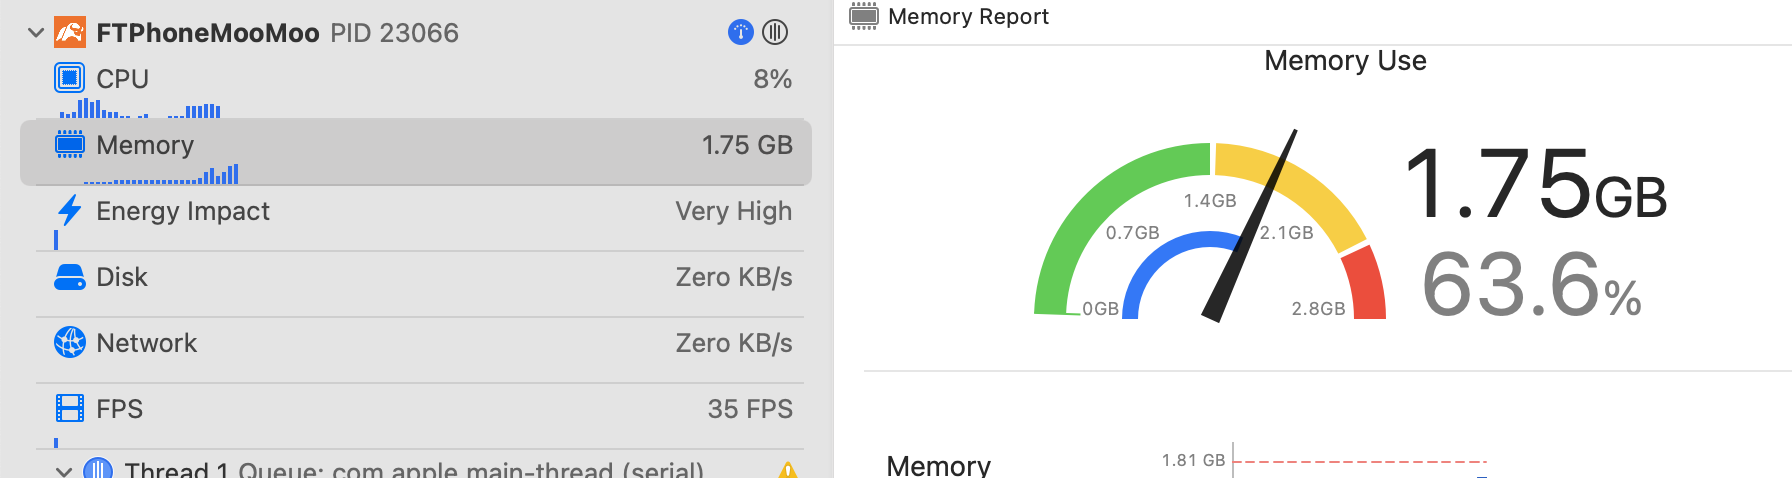 FTPhoneMooMoo PID 23066
CPU 8%
Memory 1.75 GB
Energy Impact Very High
Disk Zero KB/s
Network Zero KB/s
FPS 35 FPS
Thread 1 Queue: com.apple.main-thread (serial)
Memory Report
Memory Use
1.4GB
0.7GB
2.1GB
0GB
2.8GB
1.75GB
63.6%
Memory
1.81 GB